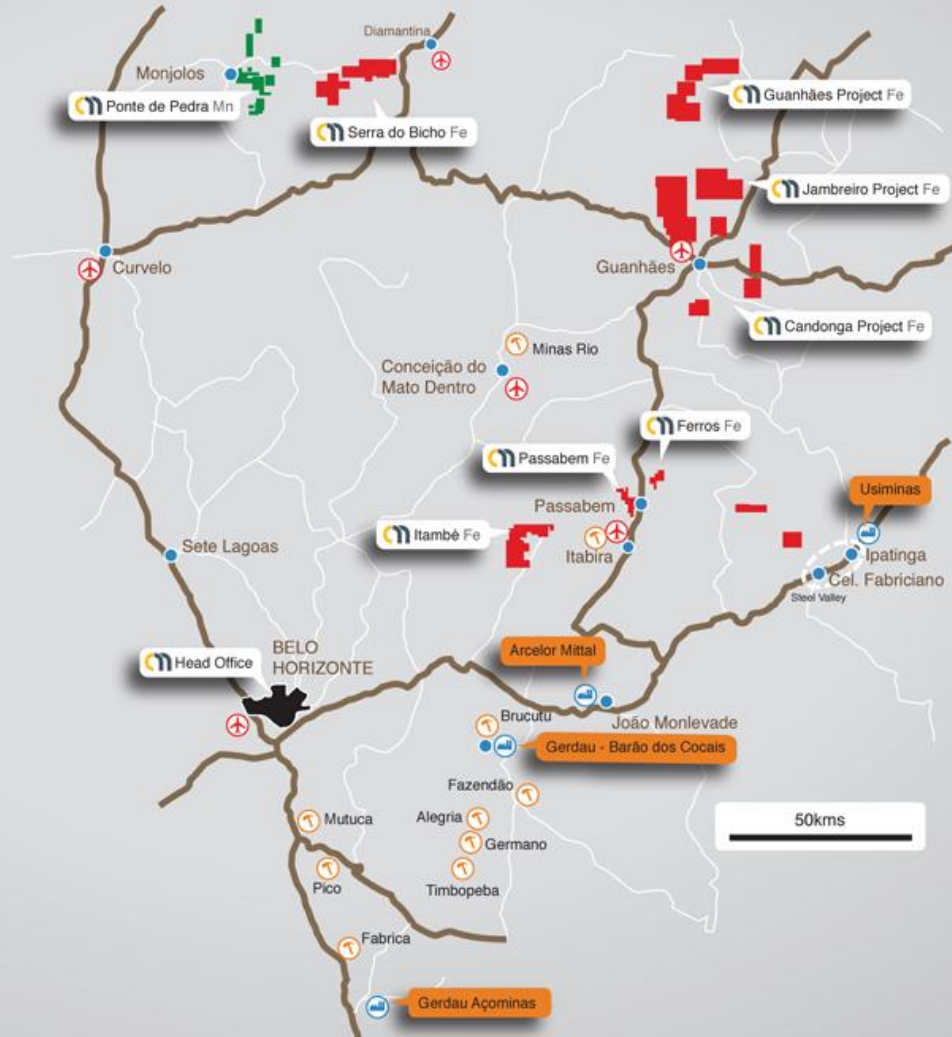 Diamantina
Monjolos
Ponte de Pedra Mn
Serra do Bicho Fe
Guanhães Project Fe
Jambreiro Project Fe
Curvelo
Guanhães
Candonga Project Fe
Minas Rio
Conceição do
Mato Dentro
Ferros Fe
Passabem Fe
Usiminas
Passabem
Itambé Fe
Sete Lagoas
Itabira
Ipatinga
Cel. Fabriciano
Steel Valley
BELO
HORIZONTE
Head Office
Arcelor Mittal
Brucutu
João Monlevade
Gerdau - Barão dos Cocais
Fazendão
Mutuca
Alegria
50kms
Germano
Pico
Timbopeba
Fabrica
Gerdau Açominas